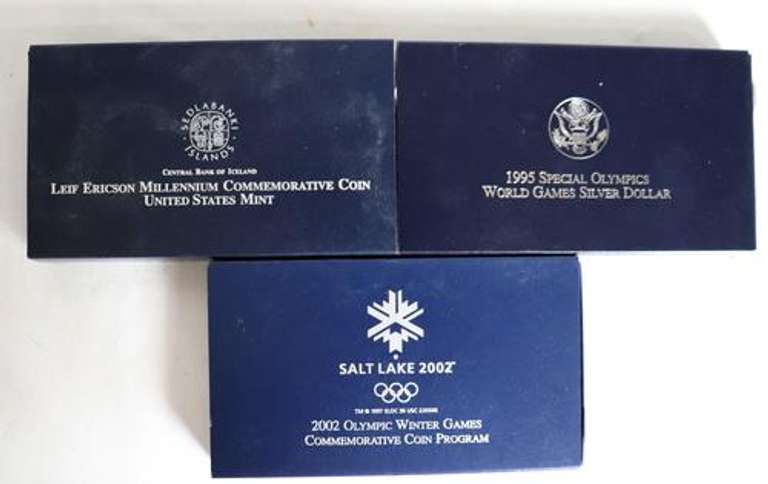 SEDLABANKI
ISLANDS
CENTRAL BANK OF ICELAND
LEIF ERICSON MILLENNIUM COMMEMORATIVE COIN
UNITED STATES MINT
1995 SPECIAL OLYMPICS
WORLD GAMES SILVER DOLLAR
SALT LAKE 2002™
2002 OLYMPIC WINTER GAMES
COMMEMORATIVE COIN PROGRAM